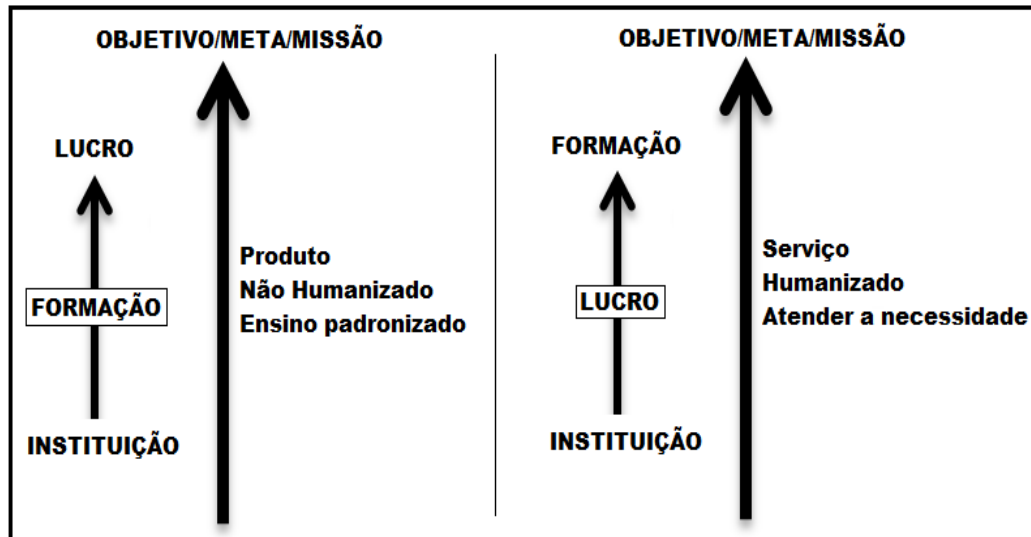 OBJETIVO/META/MISSÃO
LUCRO
FORMAÇÃO
INSTITUIÇÃO
Produto
Não Humanizado
Ensino padronizado
OBJETIVO/META/MISSÃO
FORMAÇÃO
LUCRO
INSTITUIÇÃO
Serviço
Humanizado
Atender a necessidade